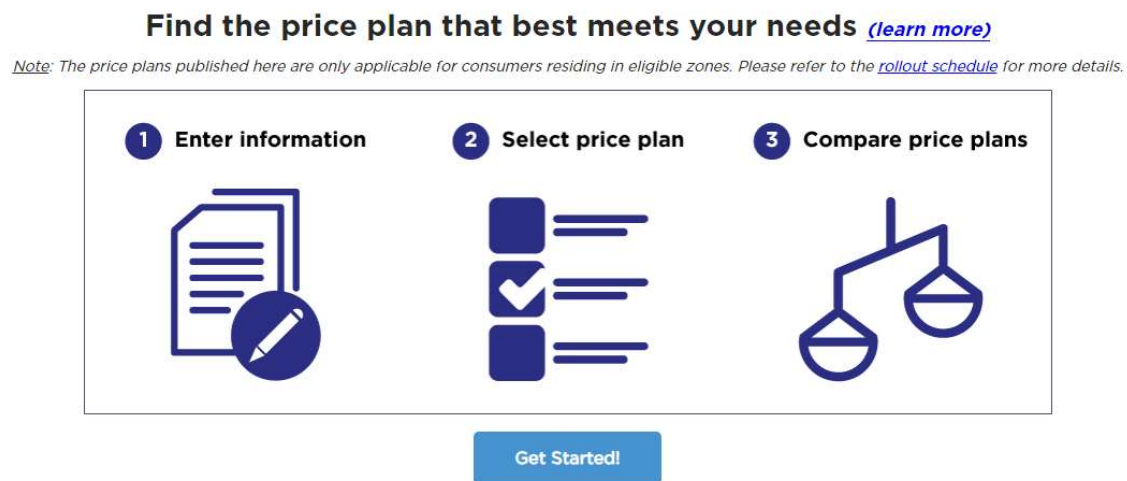 Find the price plan that best meets your needs (learn more)
Note: The price plans published here are only applicable for consumers residing in eligible zones. Please refer to the rollout schedule for more details.
1 Enter information
2 Select price plan
3 Compare price plans
Get Started!